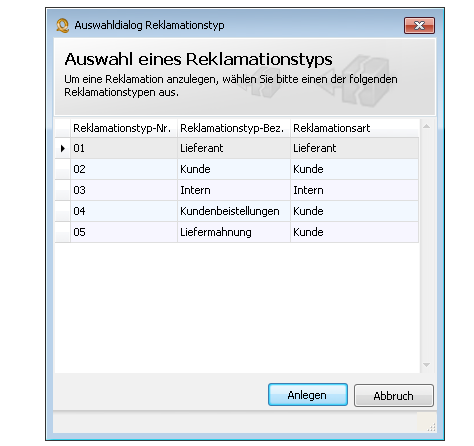 Auswahldialog Reklamationstyp
Auswahl eines Reklamationstyps
Um eine Reklamation anzulegen, wählen Sie bitte einen der folgenden
Reklamationstypen aus.
Reklamationstyp-Nr. Reklamationstyp-Bez. Reklamationsart
01 Lieferant Lieferant
02 Kunde Kunde
03 Intern Intern
04 Kundenbeistellungen Kunde
05 Liefermahnung Kunde
Anlegen Abbruch